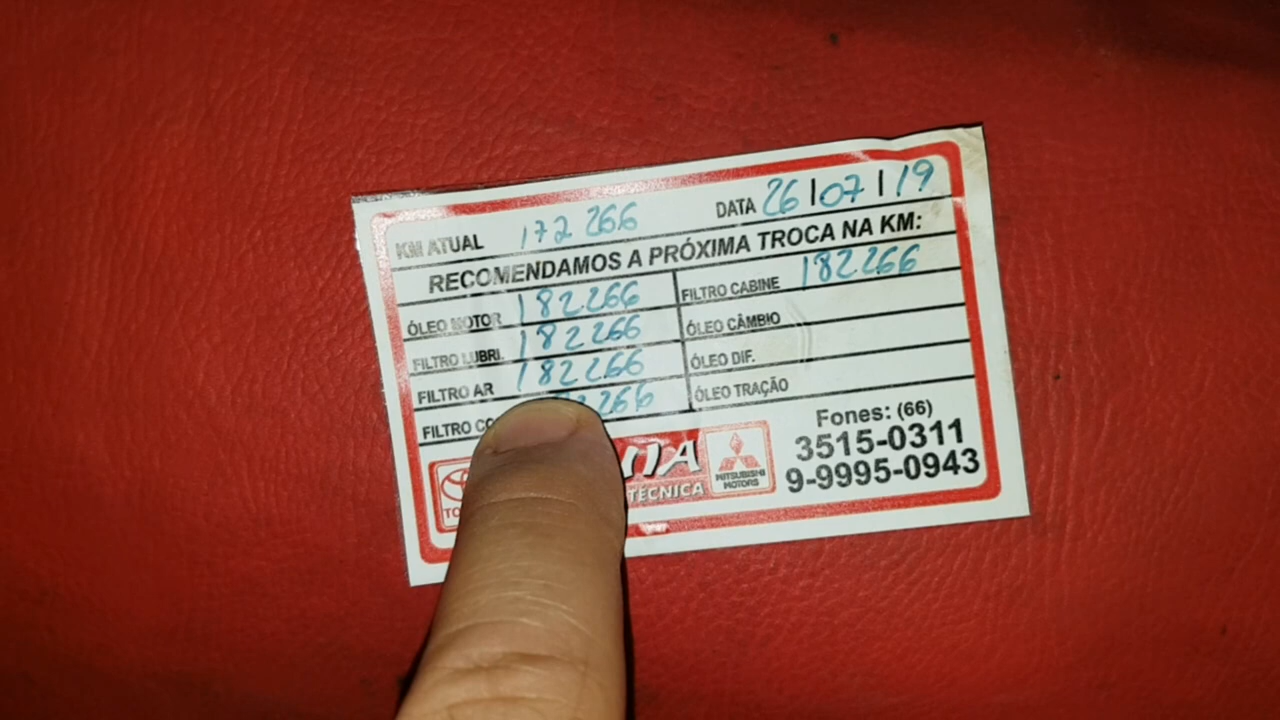 KM ATUAL 172 266 DATA 26/07/19
RECOMENDAMOS A PRÓXIMA TROCA NA KM:
ÓLEO MOTOR 182266 FILTRO CABINE 182266
FILTRO LUBRI. 182266 ÓLEO CÂMBIO
FILTRO AR 182266 ÓLEO DIF.
FILTRO 266 ÓLEO TRAÇÃO
TÉCNICA
MITSUBISHI
MOTORS
Fones: (66)
3515-0311
9-9995-0943